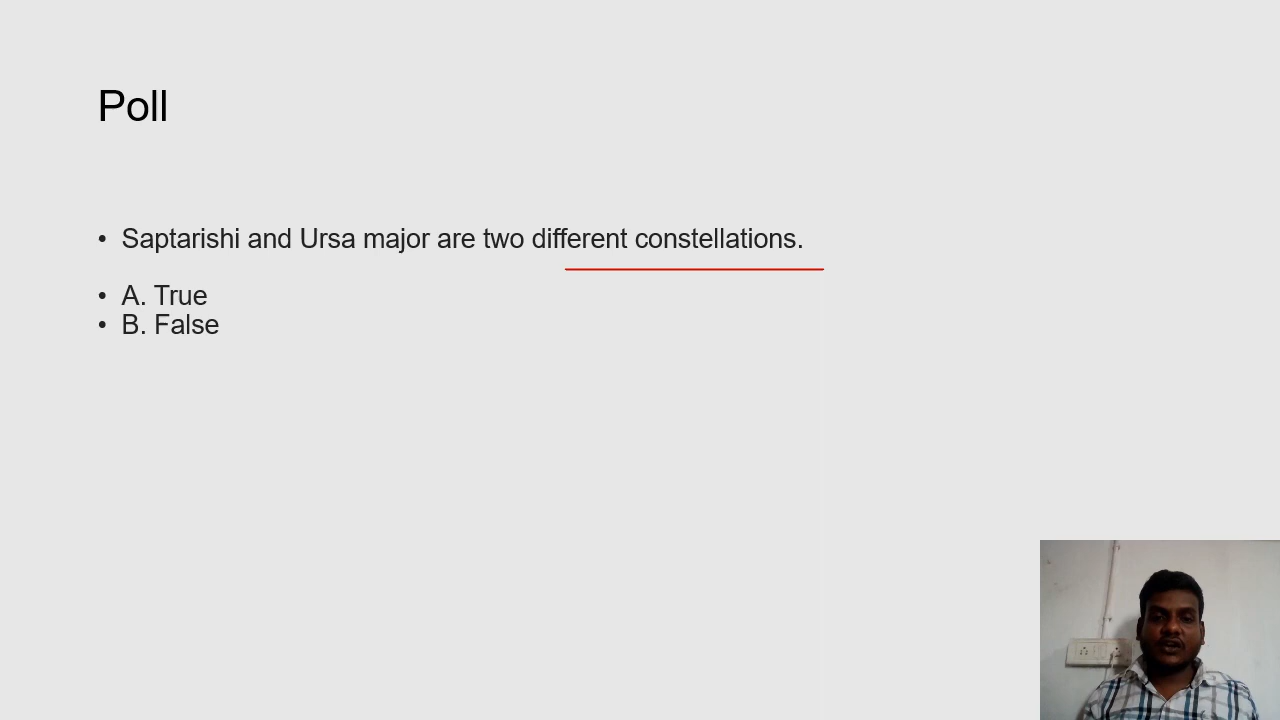 Poll
• Saptarishi and Ursa major are two different constellations.
• A. True
• B. False